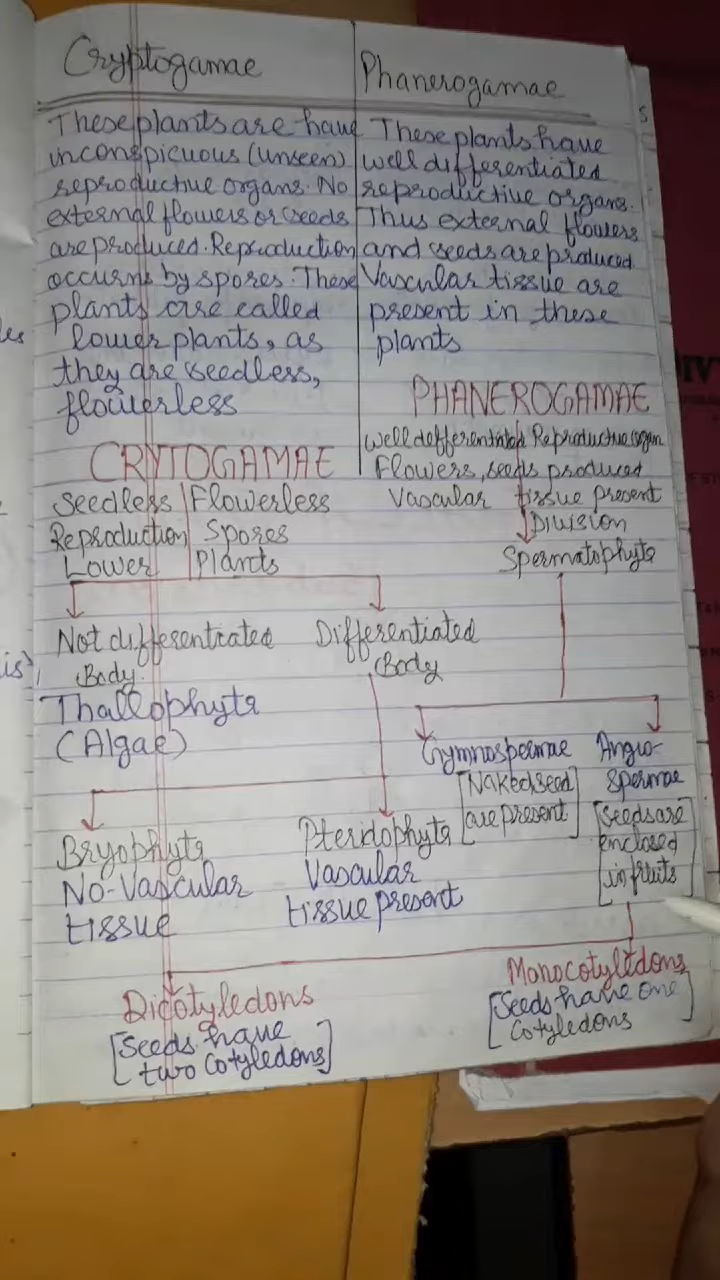 Cryptogamae
These plants are have
inconspicuous (unseen)
reproductive organs. No
external flowers or seeds
are produced. Reproduction
occurns by spores. These
plants are called
lower plants, as
they are seedless,
flowerless
Phanerogamae
These plants have
well differentiated
reproductive organs.
Thus external flowers
and seeds are produced
Vascular tissue are
present in these
plants
CRYTOGAMAE
Seedless Flowerless
Reproduction Spores
Lower Plants
Not differentiated
Body.
Thallophyta
(Algae)
Differentiated
Body
Bryophyta
No-Vascular
tissue
Pteridophyta
Vascular
tissue present
PHANEROGAMAE
Reproductive organ
Flowers, seeds produced
Vascular tissue present
Division
Spermatophyta
Gymnospermae
[Naked seed
are present]
Angio-
spermae
[Seeds are
enclosed
in fruits]
Dicotyledons
[Seeds have
two Cotyledons]
Monocotyledons
[Seeds have one
Cotyledons]